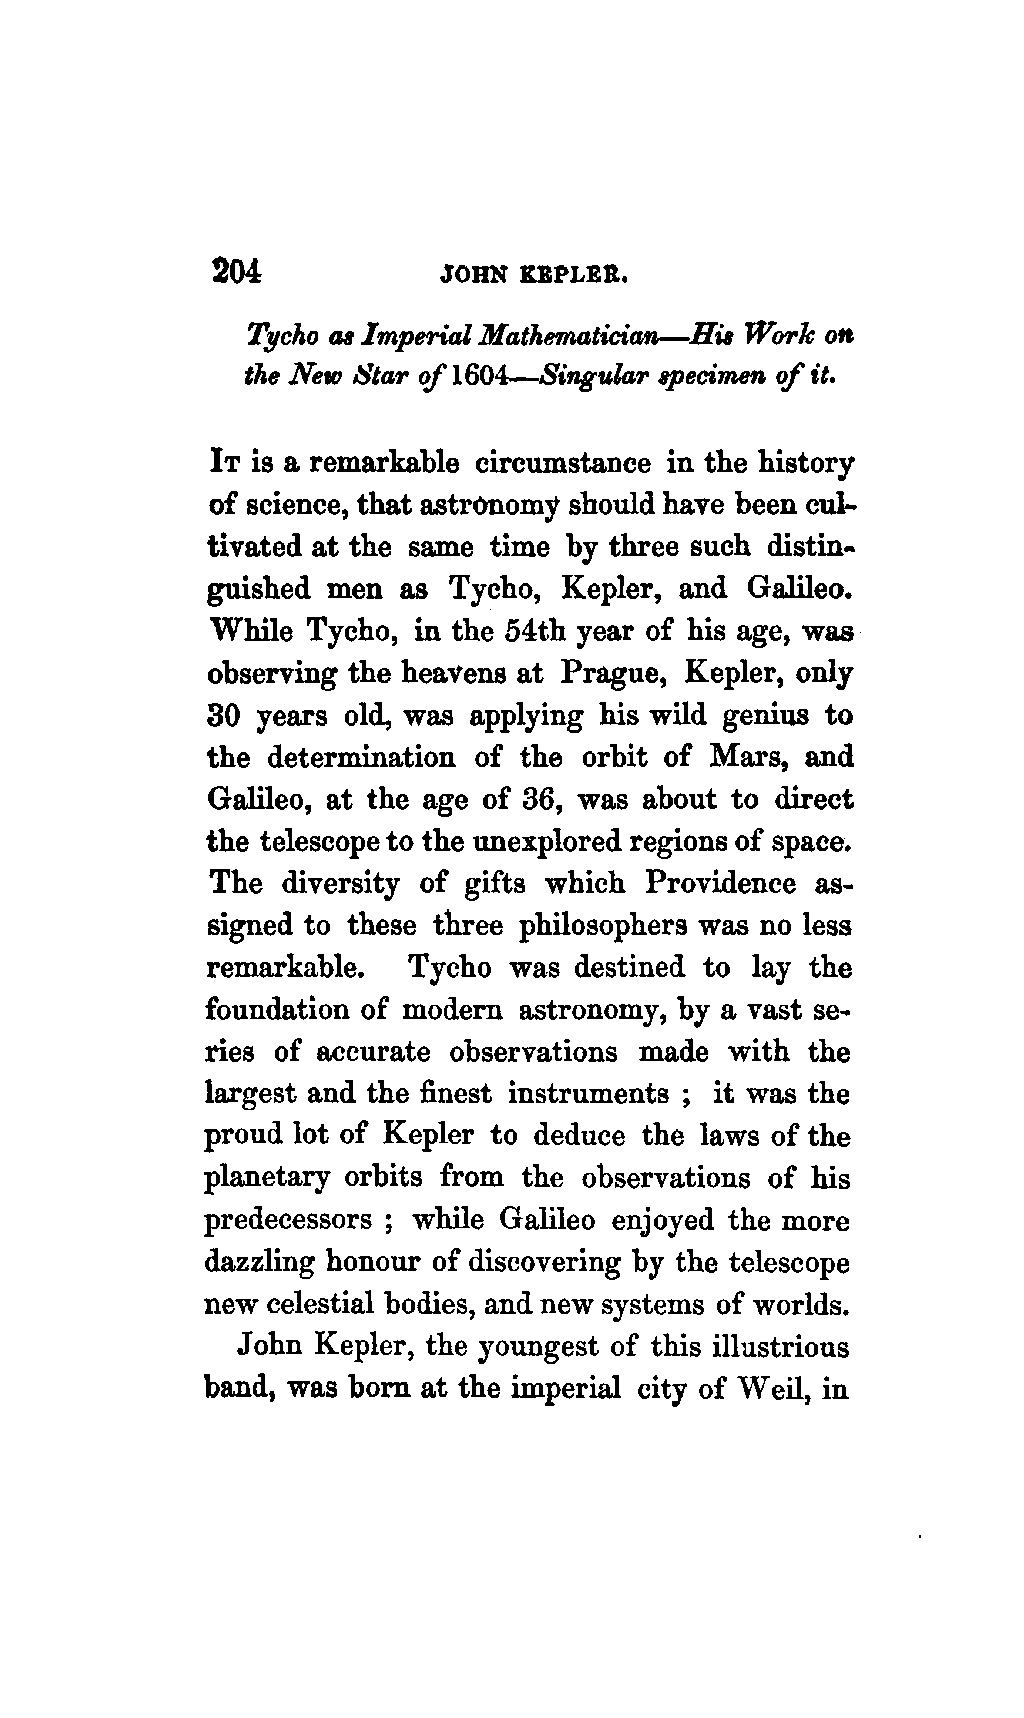 204 JOHN KEPLER.
Tycho as Imperial Mathematician—His Work on
the New Star of 1604—Singular specimen of it.
IT is a remarkable circumstance in the history
of science, that astronomy should have been cul-
tivated at the same time by three such distin-
guished men as Tycho, Kepler, and Galileo.
While Tycho, in the 54th year of his age, was
observing the heavens at Prague, Kepler, only
30 years old, was applying his wild genius to
the determination of the orbit of Mars, and
Galileo, at the age of 36, was about to direct
the telescope to the unexplored regions of space.
The diversity of gifts which Providence as-
signed to these three philosophers was no less
remarkable. Tycho was destined to lay the
foundation of modern astronomy, by a vast se-
ries of accurate observations made with the
largest and the finest instruments ; it was the
proud lot of Kepler to deduce the laws of the
planetary orbits from the observations of his
predecessors ; while Galileo enjoyed the more
dazzling honour of discovering by the telescope
new celestial bodies, and new systems of worlds.
John Kepler, the youngest of this illustrious
band, was born at the imperial city of Weil, in